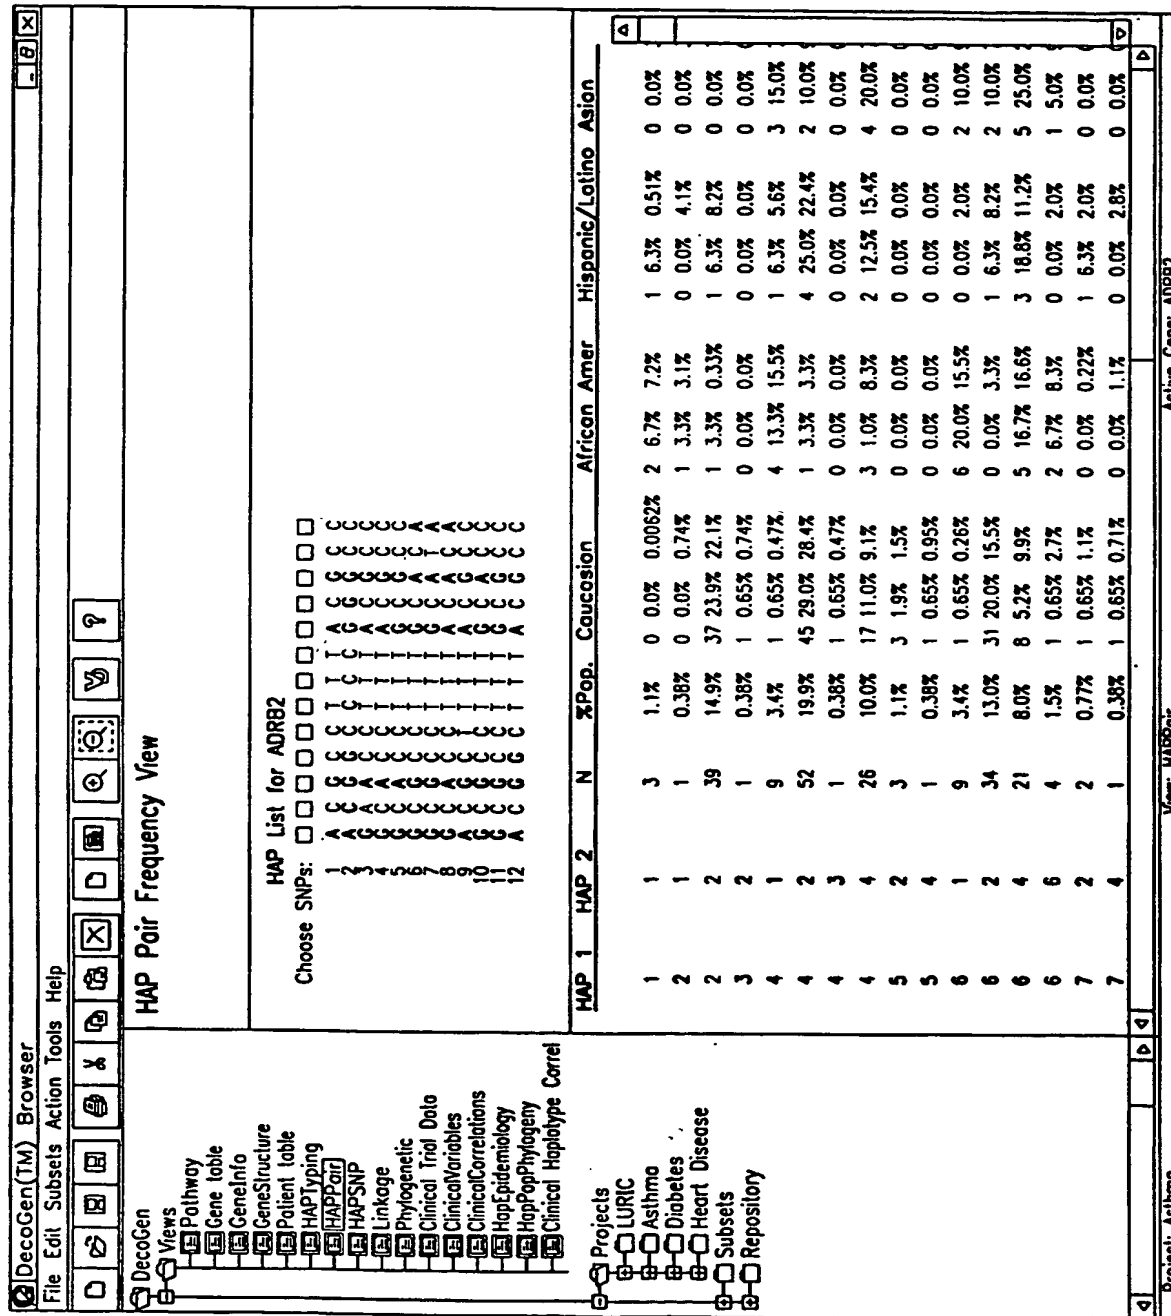 DecoGen(TM) Browser
File Edit Subsets Action Tools Help
DecoGen
Views
Pathway
Gene table
GeneInfo
GeneStructure
Patient table
HAPTyping
HAPPair
HAPSNP
Linkage
Phylogenetic
Clinical Trial Data
ClinicalVariables
ClinicalCorrelations
HapEpidemiology
HapPopPhylogeny
Clinical Haplotype Correl
Projects
LURIC
Asthma
Diabetes
Heart Disease
Subsets
Repository
HAP Pair Frequency View
HAP List for ADRB2
Choose SNPs:
1
2
3
4
5
6
7
8
9
10
11
12
HAP 1 HAP 2 N %Pop. Caucasion African Amer Hispanic/Latino Asian
1 1 3 1.1% 0 0.0% 0.0062% 2 6.7% 7.2% 1 6.3% 0.51% 0 0.0%
2 1 1 0.38% 0 0.0% 0.74% 1 3.3% 3.1% 0 0.0% 4.1% 0 0.0%
2 2 39 14.9% 37 23.9% 22.1% 1 3.3% 0.33% 1 6.3% 8.2% 0 0.0%
3 2 1 0.38% 1 0.65% 0.74% 0 0.0% 0.0% 0 0.0% 0.0% 0 0.0%
4 1 9 3.4% 1 0.65% 0.47% 4 13.3% 15.5% 1 6.3% 5.6% 3 15.0%
4 2 52 19.9% 45 29.0% 28.4% 1 3.3% 3.3% 4 25.0% 22.4% 2 10.0%
4 3 1 0.38% 1 0.65% 0.47% 0 0.0% 0.0% 0 0.0% 0.0% 0 0.0%
4 4 26 10.0% 17 11.0% 9.1% 3 1.0% 8.3% 2 12.5% 15.4% 4 20.0%
5 2 3 1.1% 3 1.9% 1.5% 0 0.0% 0.0% 0 0.0% 0.0% 0 0.0%
5 4 1 0.38% 1 0.65% 0.95% 0 0.0% 0.0% 0 0.0% 0.0% 0 0.0%
6 1 9 3.4% 1 0.65% 0.26% 6 20.0% 15.5% 0 0.0% 2.0% 2 10.0%
6 2 34 13.0% 31 20.0% 15.5% 0 0.0% 3.3% 1 6.3% 8.2% 2 10.0%
6 4 21 8.0% 8 5.2% 9.9% 5 16.7% 16.6% 3 18.8% 11.2% 5 25.0%
6 6 4 1.5% 1 0.65% 2.7% 2 6.7% 8.3% 0 0.0% 2.0% 1 5.0%
7 2 2 0.77% 1 0.65% 1.1% 0 0.0% 0.22% 1 6.3% 2.0% 0 0.0%
7 4 1 0.38% 1 0.65% 0.71% 0 0.0% 1.1% 0 0.0% 2.8% 0 0.0%
Project: Asthma View: HAPPair Active Gene: ADRB2